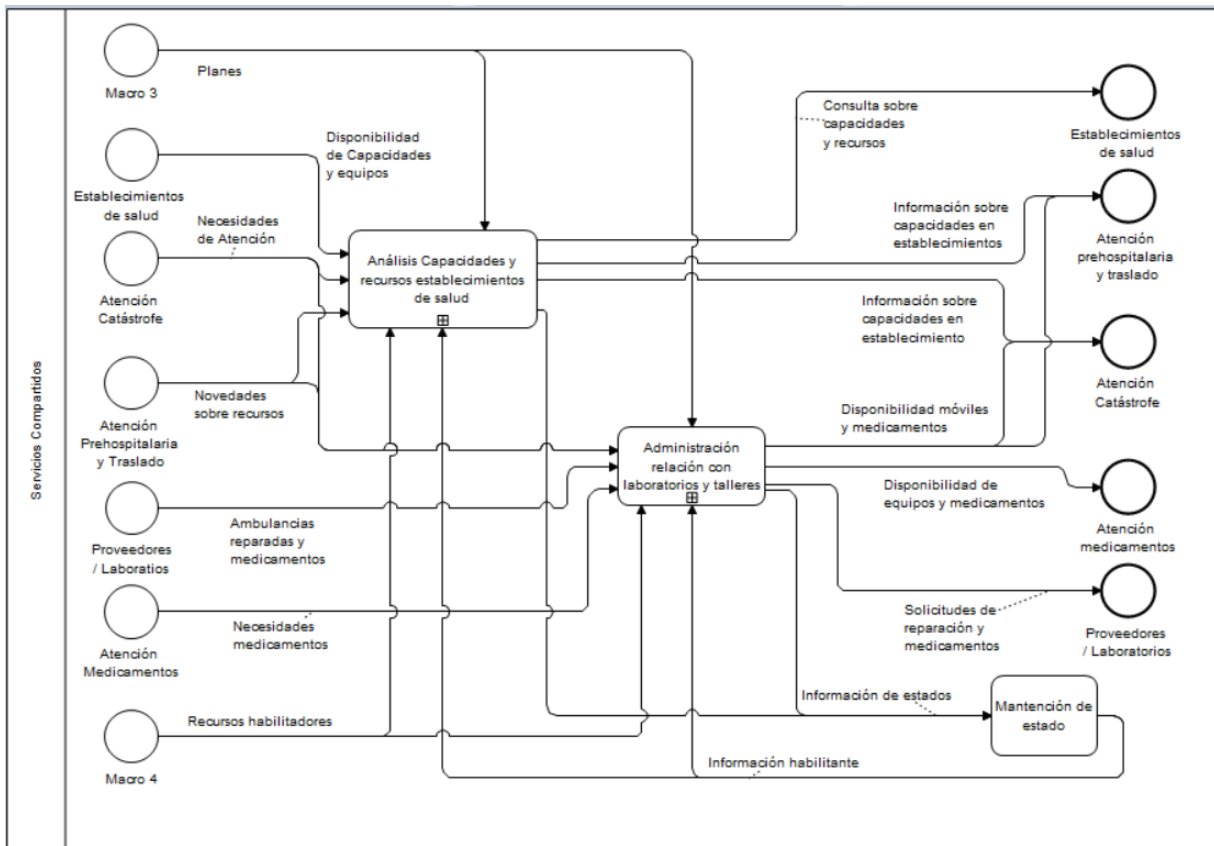 Servicios Compartidos
Macro 3
Planes
Establecimientos
de salud
Disponibilidad
de Capacidades
y equipos
Necesidades
de Atención
Atención
Catástrofe
Novedades
sobre recursos
Atención
Prehospitalaria
y Traslado
Ambulancias
reparadas y
medicamentos
Proveedores
/ Laboratios
Necesidades
medicamentos
Atención
Medicamentos
Recursos habilitadores
Macro 4
Análisis Capacidades y
recursos establecimientos
de salud
Administración
relación con
laboratorios y talleres
Consulta sobre
capacidades
y recursos
Establecimientos
de salud
Información sobre
capacidades en
establecimientos
Atención
prehospitalaria
y traslado
Información sobre
capacidades en
establecimiento
Atención
Catástrofe
Disponibilidad móviles
y medicamentos
Disponibilidad de
equipos y medicamentos
Atención
medicamentos
Solicitudes de
reparación y
medicamentos
Proveedores
/ Laboratorios
Información de estados
Mantención de
estado
Información habilitante